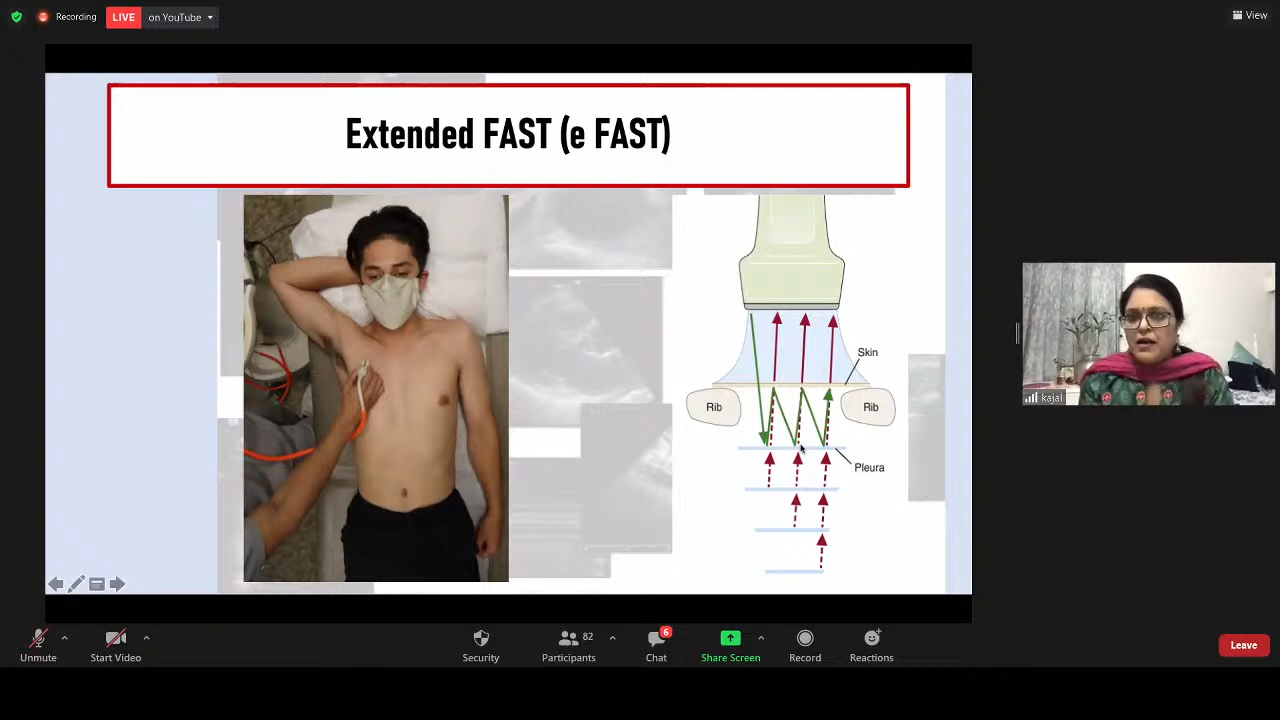 Recording
LIVE on YouTube
View
Extended FAST (e FAST)
Skin
Rib
Rib
Pleura
kajal
Unmute
Start Video
Security
82
Participants
6
Chat
Share Screen
Record
Reactions
Leave